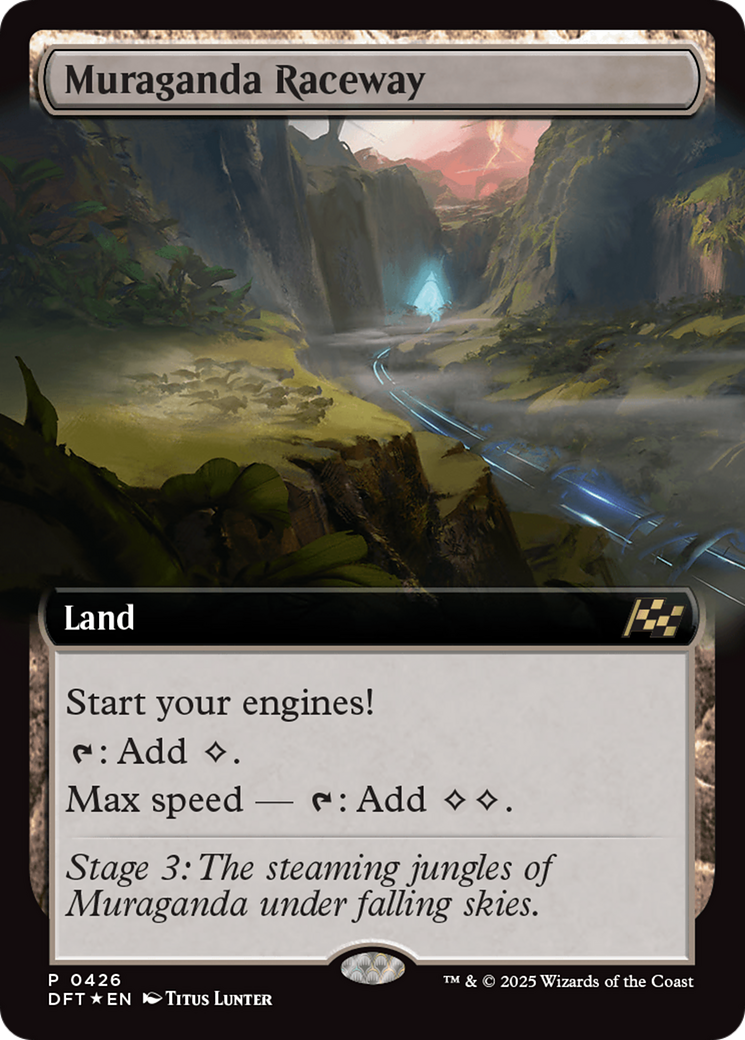 Muraganda Raceway
Land
Start your engines!
: Add .
Max speed — : Add .
Stage 3: The steaming jungles of
Muraganda under falling skies.
P 0426
DFT★EN Titus Lunter
™ & © 2025 Wizards of the Coast